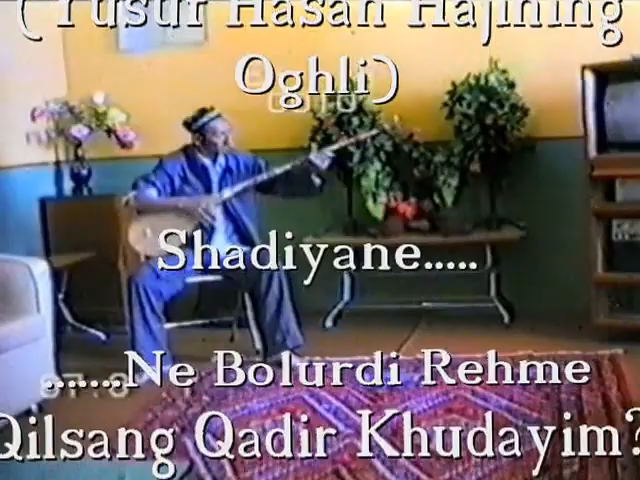 (Yusuf Hasan Hajining
Oghli)
Shadiyane.....
.......Ne Bolurdi Rehme
Qilsang Qadir Khudayim?